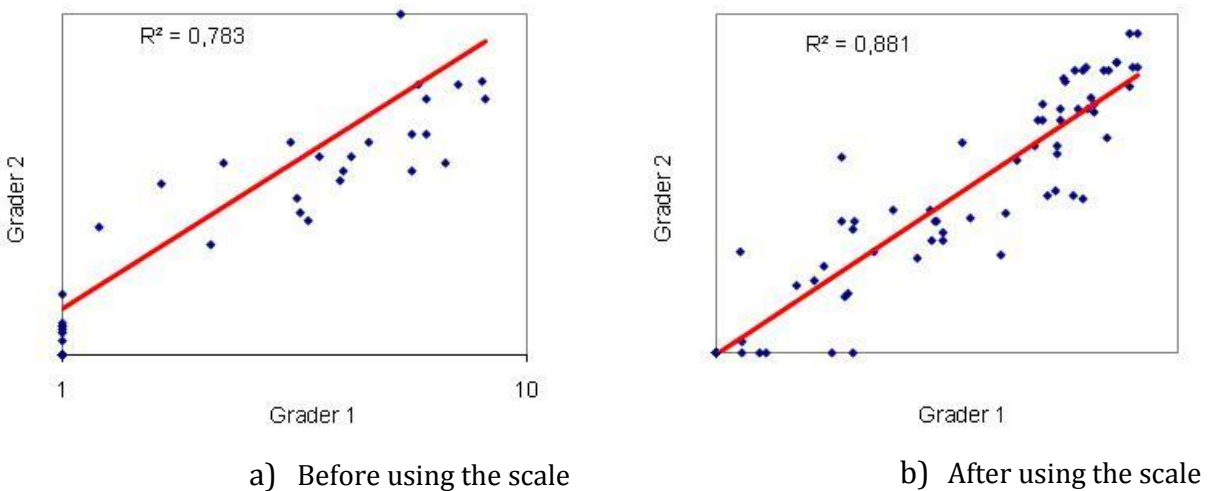 R² = 0,783
Grader 2
1
10
Grader 1
a) Before using the scale
R² = 0,881
Grader 2
Grader 1
b) After using the scale